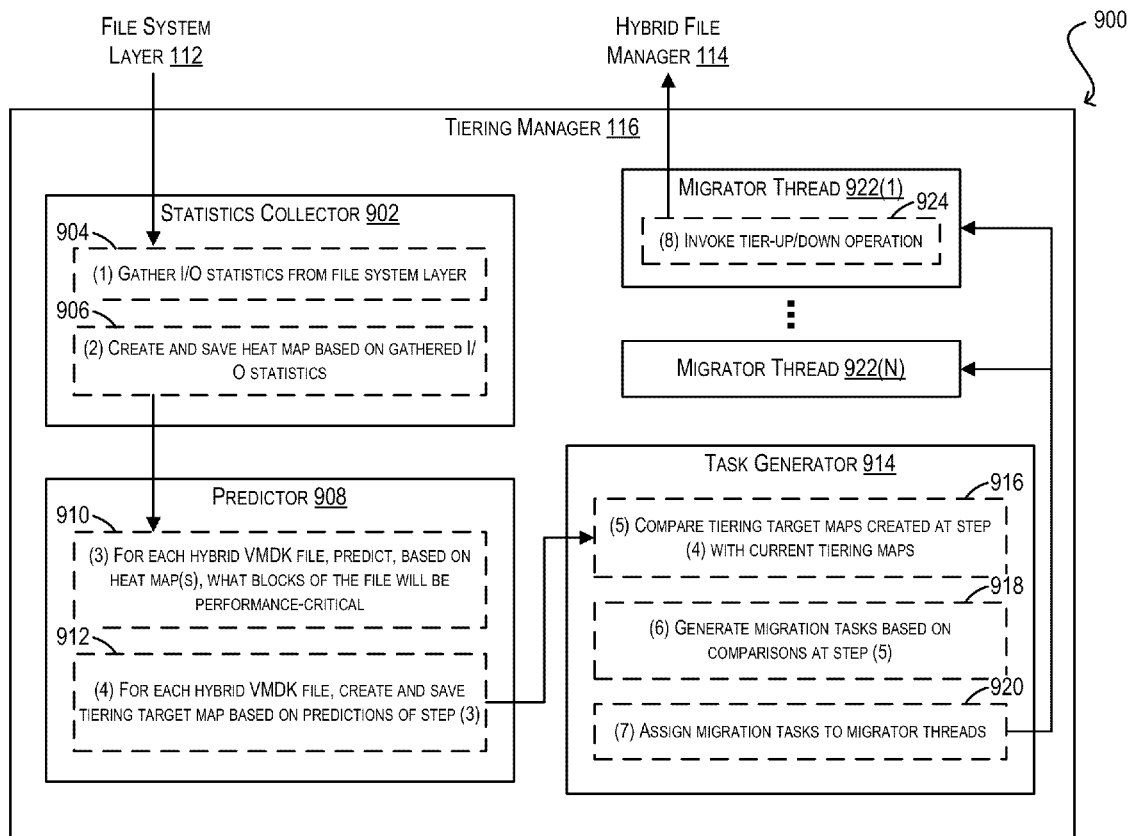 FILE SYSTEM
LAYER 112
HYBRID FILE
MANAGER 114
900
TIERING MANAGER 116
STATISTICS COLLECTOR 902
904
(1) GATHER I/O STATISTICS FROM FILE SYSTEM LAYER
906
(2) CREATE AND SAVE HEAT MAP BASED ON GATHERED I/
O STATISTICS
MIGRATOR THREAD 922(1)
924
(8) INVOKE TIER-UP/DOWN OPERATION
MIGRATOR THREAD 922(N)
PREDICTOR 908
910
(3) FOR EACH HYBRID VMDK FILE, PREDICT, BASED ON
HEAT MAP(S), WHAT BLOCKS OF THE FILE WILL BE
PERFORMANCE-CRITICAL
912
(4) FOR EACH HYBRID VMDK FILE, CREATE AND SAVE
TIERING TARGET MAP BASED ON PREDICTIONS OF STEP (3)
TASK GENERATOR 914
916
(5) COMPARE TIERING TARGET MAPS CREATED AT STEP
(4) WITH CURRENT TIERING MAPS
918
(6) GENERATE MIGRATION TASKS BASED ON
COMPARISONS AT STEP (5)
920
(7) ASSIGN MIGRATION TASKS TO MIGRATOR THREADS